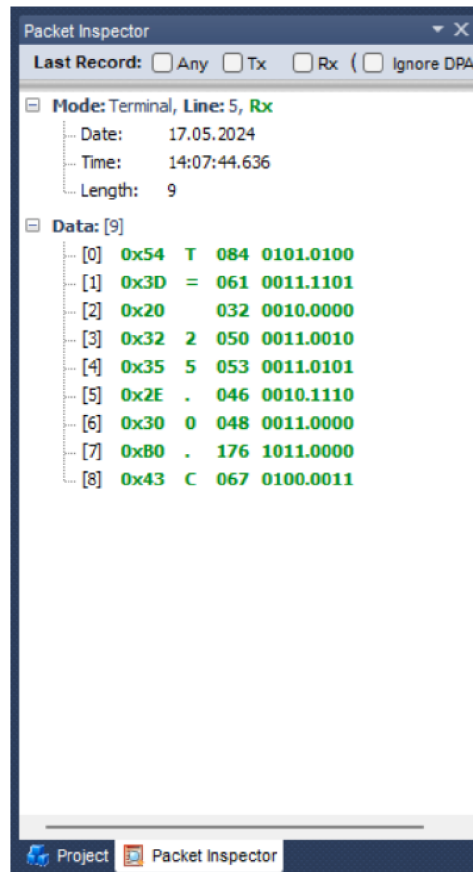 Packet Inspector
Last Record: Any Tx Rx ( Ignore DPA
Mode: Terminal, Line: 5, Rx
Date: 17.05.2024
Time: 14:07:44.636
Length: 9
Data: [9]
[0] 0x54 T 084 0101.0100
[1] 0x3D = 061 0011.1101
[2] 0x20 032 0010.0000
[3] 0x32 2 050 0011.0010
[4] 0x35 5 053 0011.0101
[5] 0x2E . 046 0010.1110
[6] 0x30 0 048 0011.0000
[7] 0xB0 . 176 1011.0000
[8] 0x43 C 067 0100.0011
Project Packet Inspector